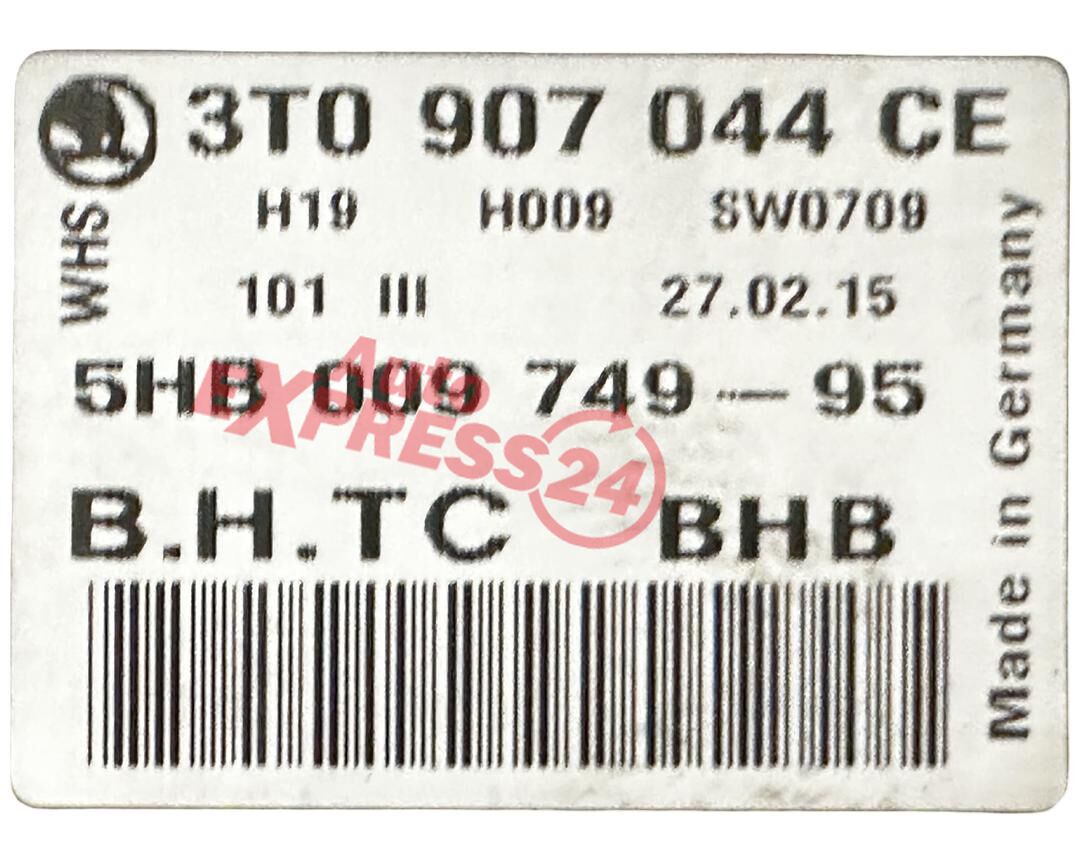 3T0 907 044 CE
H19 H009 SW0709
WHS
101 III 27.02.15
5HB 009 749-95
Auto
EXPRESS24
B.H.TC BHB
Made in Germany